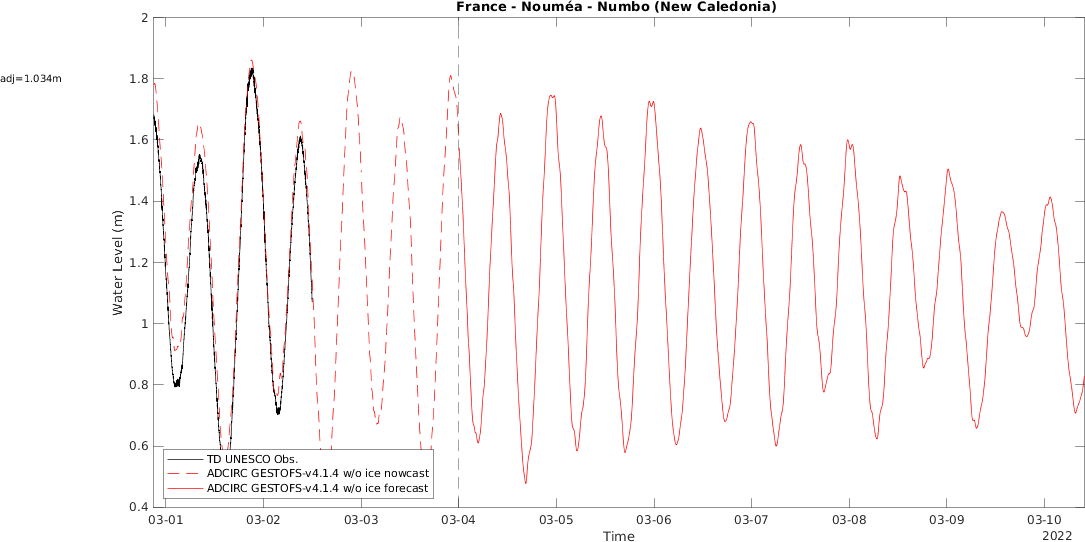 France - Nouméa - Numbo (New Caledonia)
adj=1.034m
Water Level (m)
2
1.8
1.6
1.4
1.2
1
0.8
0.6
0.4
TD UNESCO Obs.
ADCIRC GESTOFS-v4.1.4 w/o ice nowcast
ADCIRC GESTOFS-v4.1.4 w/o ice forecast
03-01 03-02 03-03 03-04 03-05 03-06 03-07 03-08 03-09 03-10
Time
2022